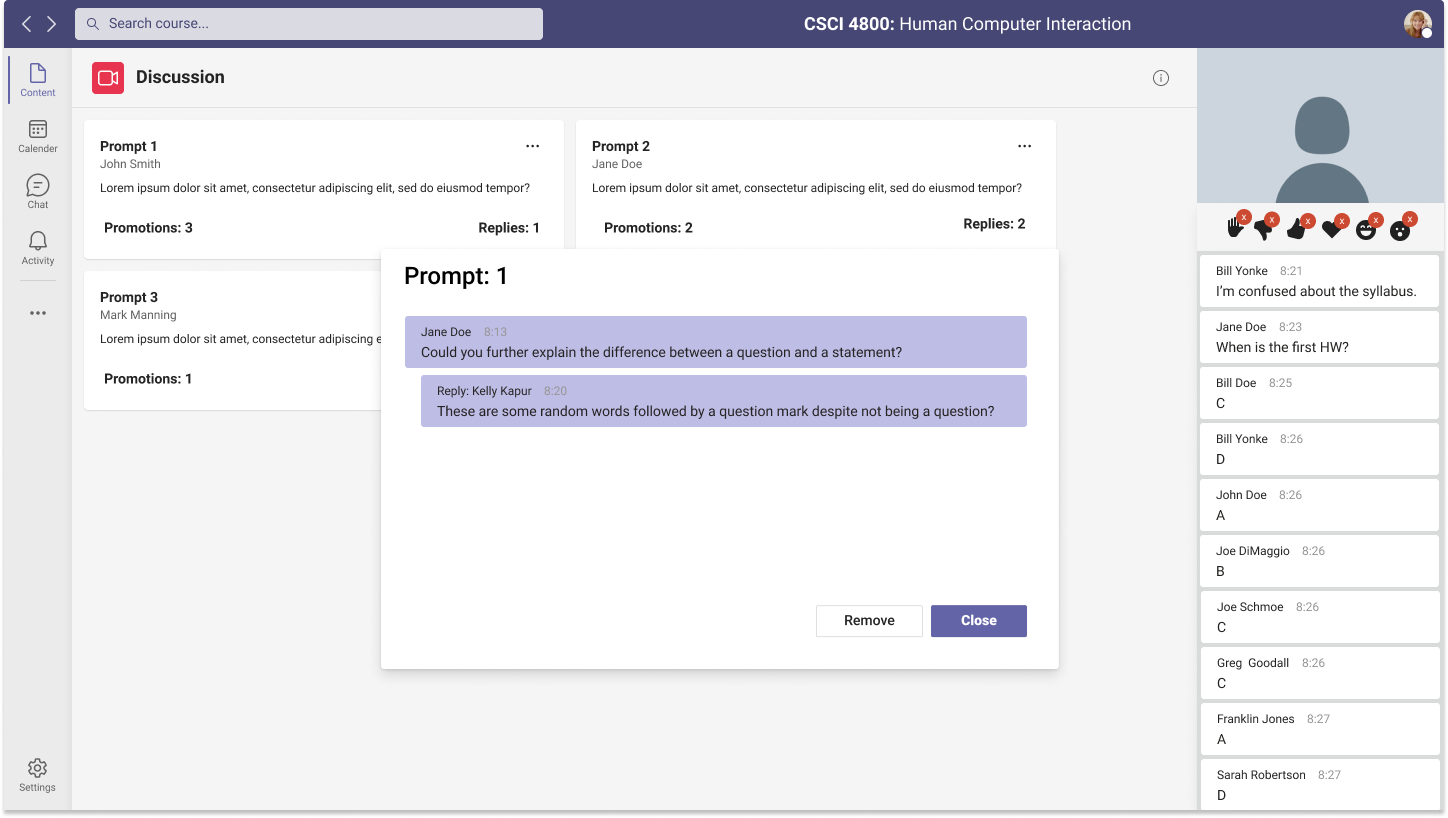 Search course...
CSCI 4800: Human Computer Interaction
Content
Calender
Chat
Activity
Settings
Discussion
Prompt 1
John Smith
Lorem ipsum dolor sit amet, consectetur adipiscing elit, sed do eiusmod tempor?
Promotions: 3
Replies: 1
Prompt 2
Jane Doe
Lorem ipsum dolor sit amet, consectetur adipiscing elit, sed do eiusmod tempor?
Promotions: 2
Replies: 2
Prompt 3
Mark Manning
Lorem ipsum dolor sit amet, consectetur adipiscing e
Promotions: 1
Prompt: 1
Jane Doe 8:13
Could you further explain the difference between a question and a statement?
Reply: Kelly Kapur 8:20
These are some random words followed by a question mark despite not being a question?
Remove
Close
x x x x x x
Bill Yonke 8:21
I'm confused about the syllabus.
Jane Doe 8:23
When is the first HW?
Bill Doe 8:25
C
Bill Yonke 8:26
D
John Doe 8:26
A
Joe DiMaggio 8:26
B
Joe Schmoe 8:26
C
Greg Goodall 8:26
C
Franklin Jones 8:27
A
Sarah Robertson 8:27
D